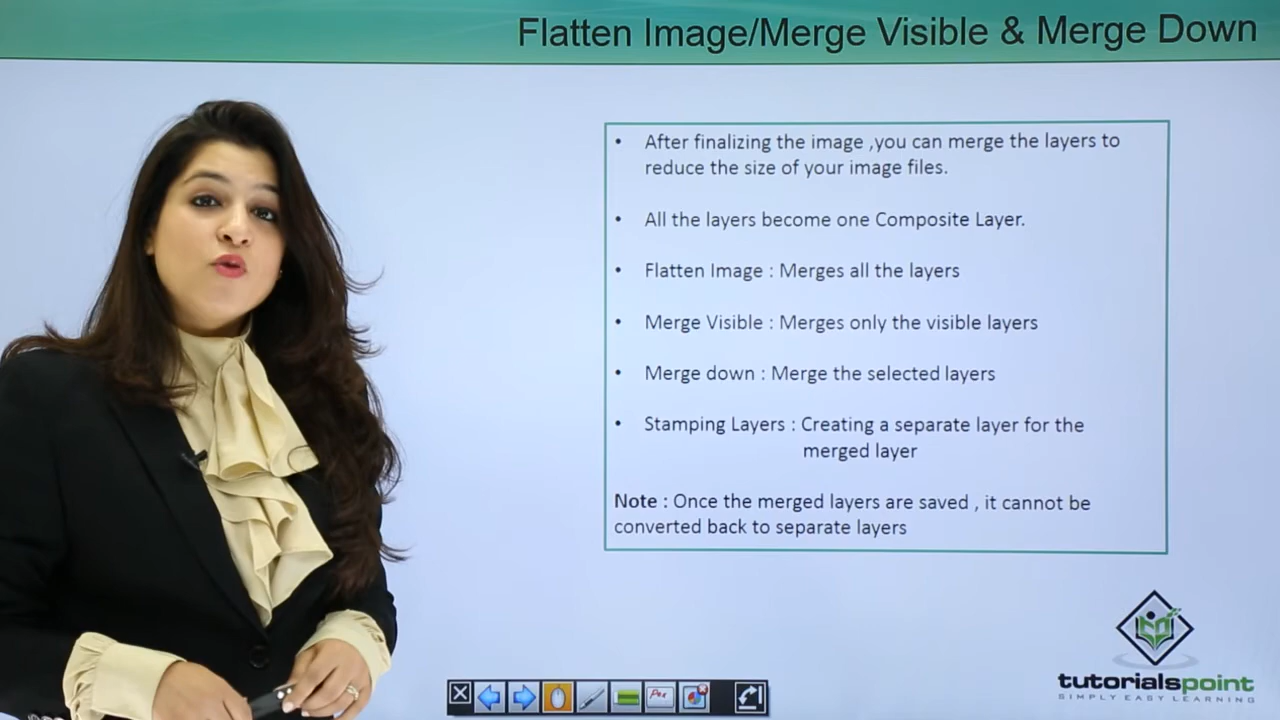 Flatten Image/Merge Visible & Merge Down
• After finalizing the image ,you can merge the layers to
reduce the size of your image files.
• All the layers become one Composite Layer.
• Flatten Image : Merges all the layers
• Merge Visible : Merges only the visible layers
• Merge down : Merge the selected layers
• Stamping Layers : Creating a separate layer for the
merged layer
Note : Once the merged layers are saved , it cannot be
converted back to separate layers
tutorialspoint
SIMPLY EASY LEARNING
Pen